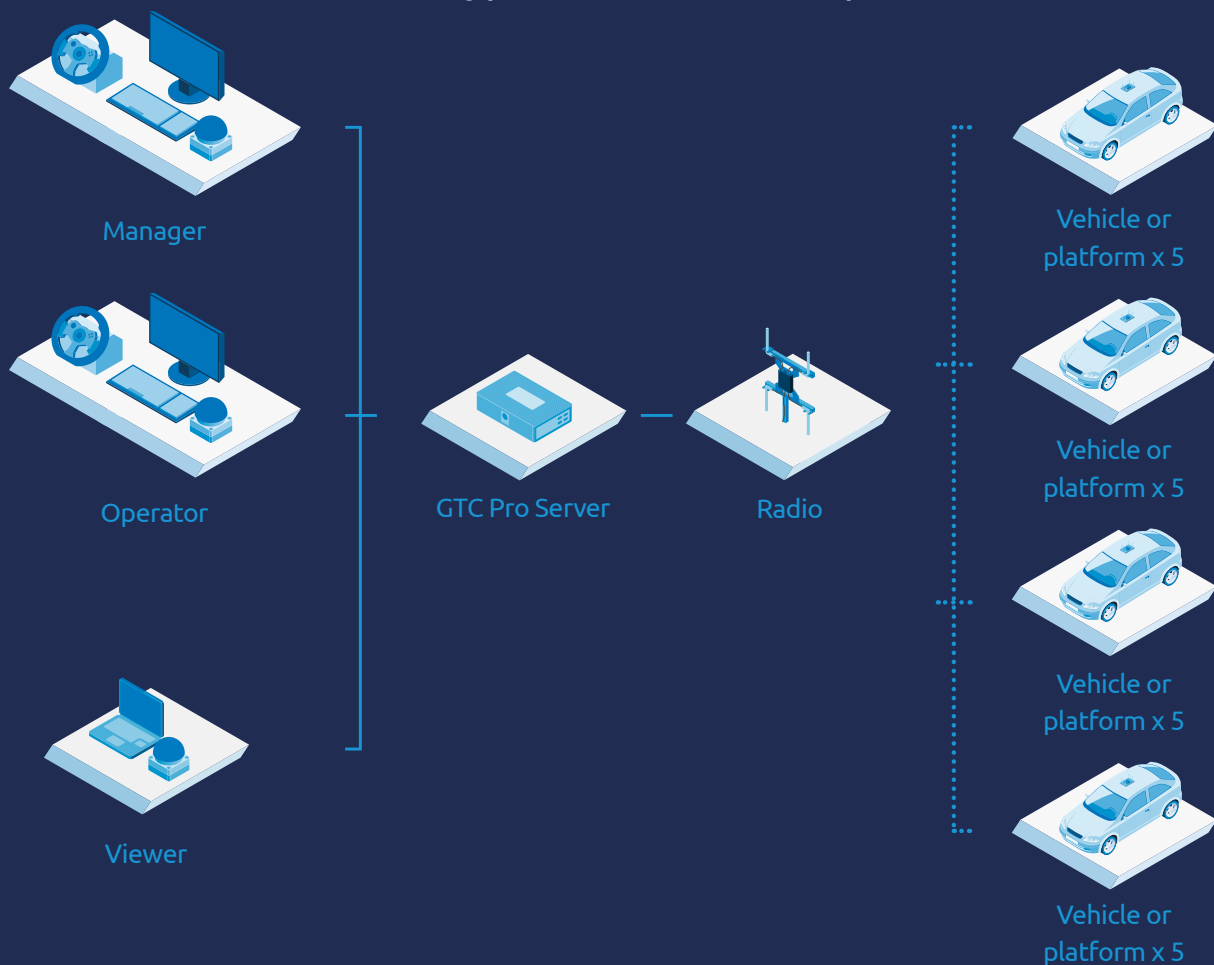 Manager
Operator
Viewer
GTC Pro Server
Radio
Vehicle or
platform x 5
Vehicle or
platform x 5
Vehicle or
platform x 5
Vehicle or
platform x 5